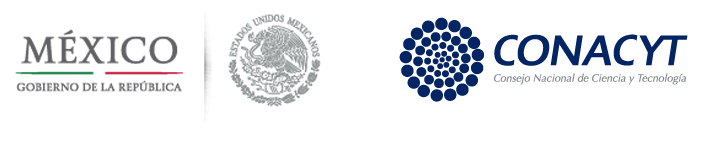 MÉXICO
GOBIERNO DE LA REPÚBLICA
ESTADOS UNIDOS MEXICANOS
CONACYT
Consejo Nacional de Ciencia y Tecnología